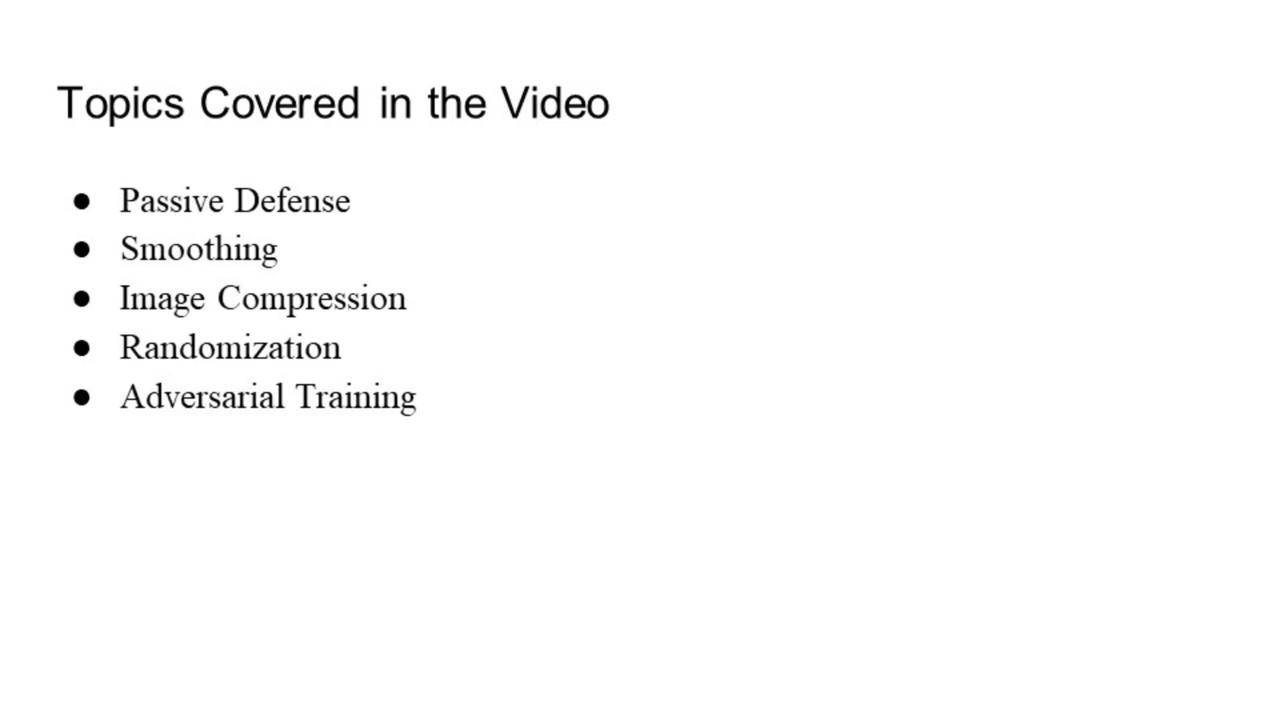 Topics Covered in the Video
● Passive Defense
● Smoothing
● Image Compression
● Randomization
● Adversarial Training